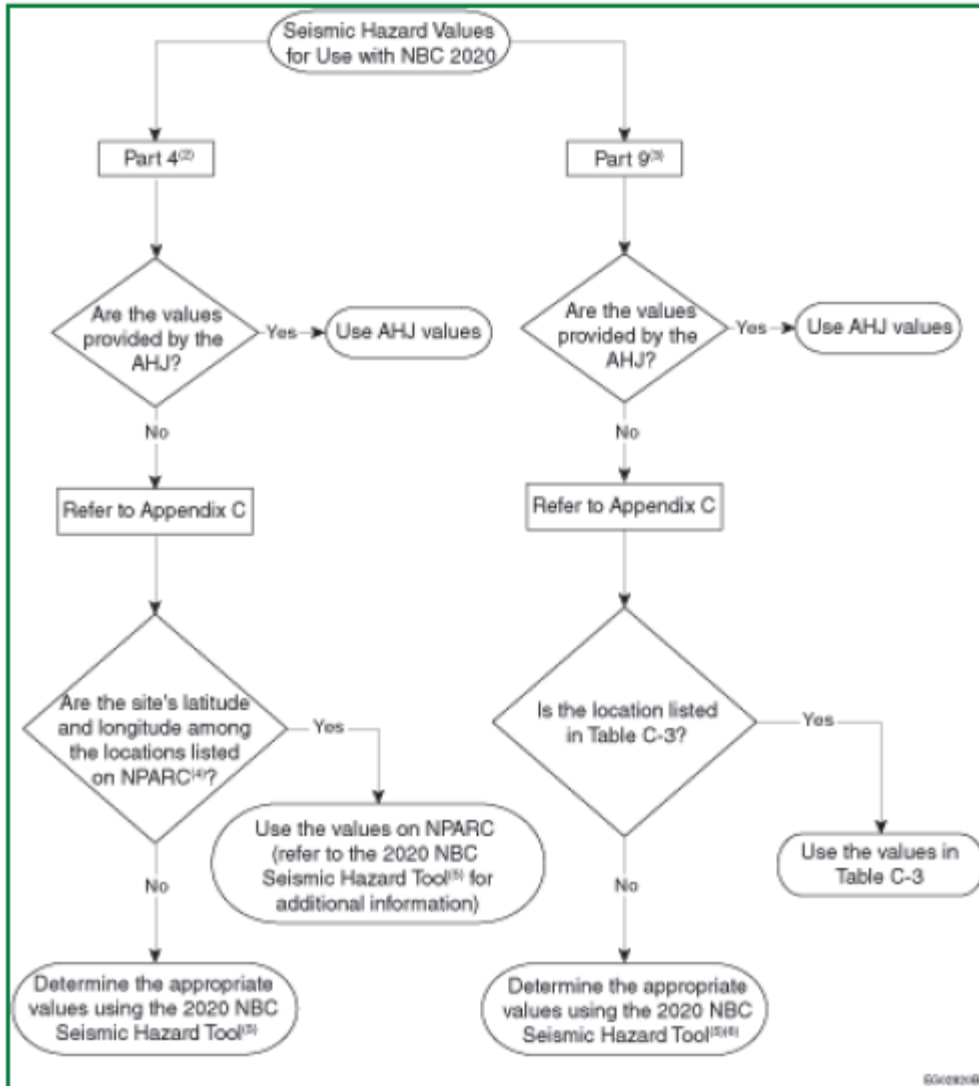 Seismic Hazard Values
for Use with NBC 2020
Part 4(2)
Part 9(3)
Are the values
provided by the
AHJ?
Yes
Use AHJ values
Are the values
provided by the
AHJ?
Yes
Use AHJ values
No
No
Refer to Appendix C
Refer to Appendix C
Are the site's latitude
and longitude among
the locations listed
on NPARC(4)?
Yes
Is the location listed
in Table C-3?
Yes
Use the values on NPARC
(refer to the 2020 NBC
Seismic Hazard Tool(5) for
additional information)
Use the values in
Table C-3
No
No
Determine the appropriate
values using the 2020 NBC
Seismic Hazard Tool(5)
Determine the appropriate
values using the 2020 NBC
Seismic Hazard Tool(5)(6)